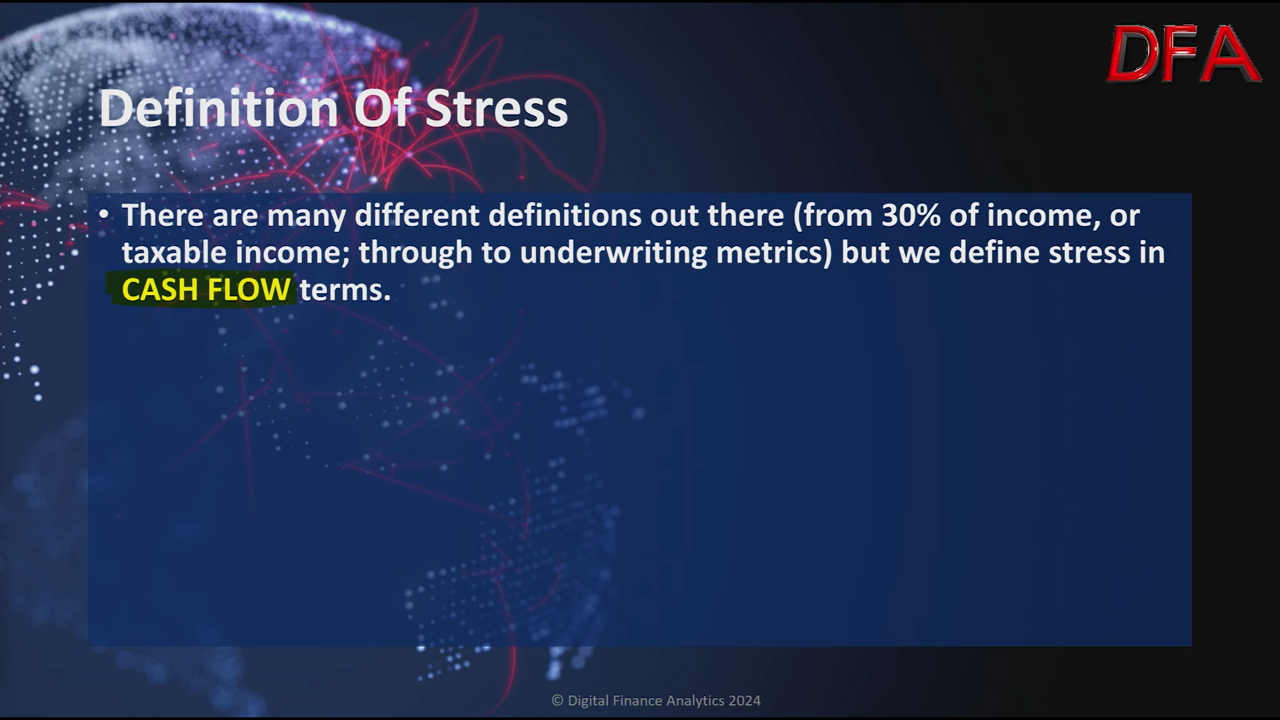 DFA
Definition Of Stress
• There are many different definitions out there (from 30% of income, or
taxable income; through to underwriting metrics) but we define stress in
CASH FLOW terms.
© Digital Finance Analytics 2024